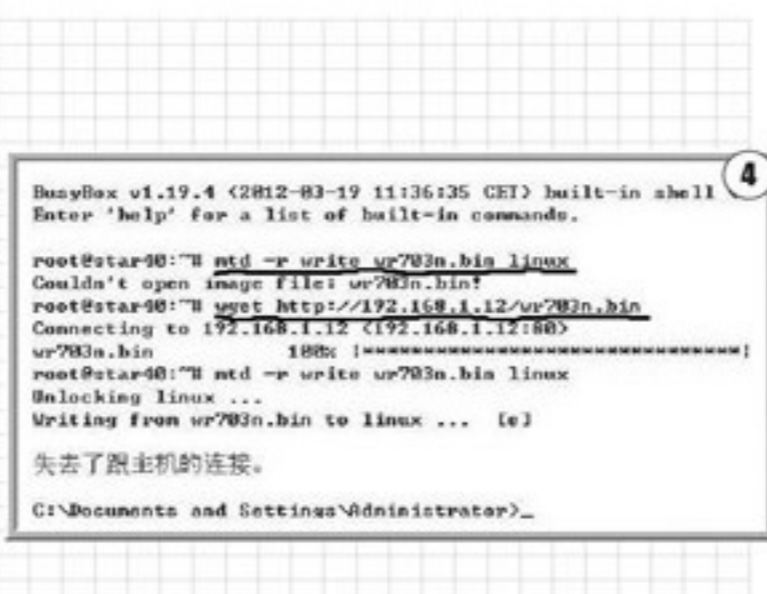 4
BusyBox v1.19.4 (2012-03-19 11:36:35 CET) built-in shell
Enter 'help' for a list of built-in commands.
root@star40:~# mtd -r write wr703n.bin linux
Couldn't open image file: wr703n.bin!
root@star40:~# wget http://192.168.1.12/wr703n.bin
Connecting to 192.168.1.12 (192.168.1.12:80)
wr703n.bin 100% |*******************************|
root@star40:~# mtd -r write wr703n.bin linux
Unlocking linux ...
Writing from wr703n.bin to linux ... [e]
失去了跟主机的连接。
C:\Documents and Settings\Administrator>_